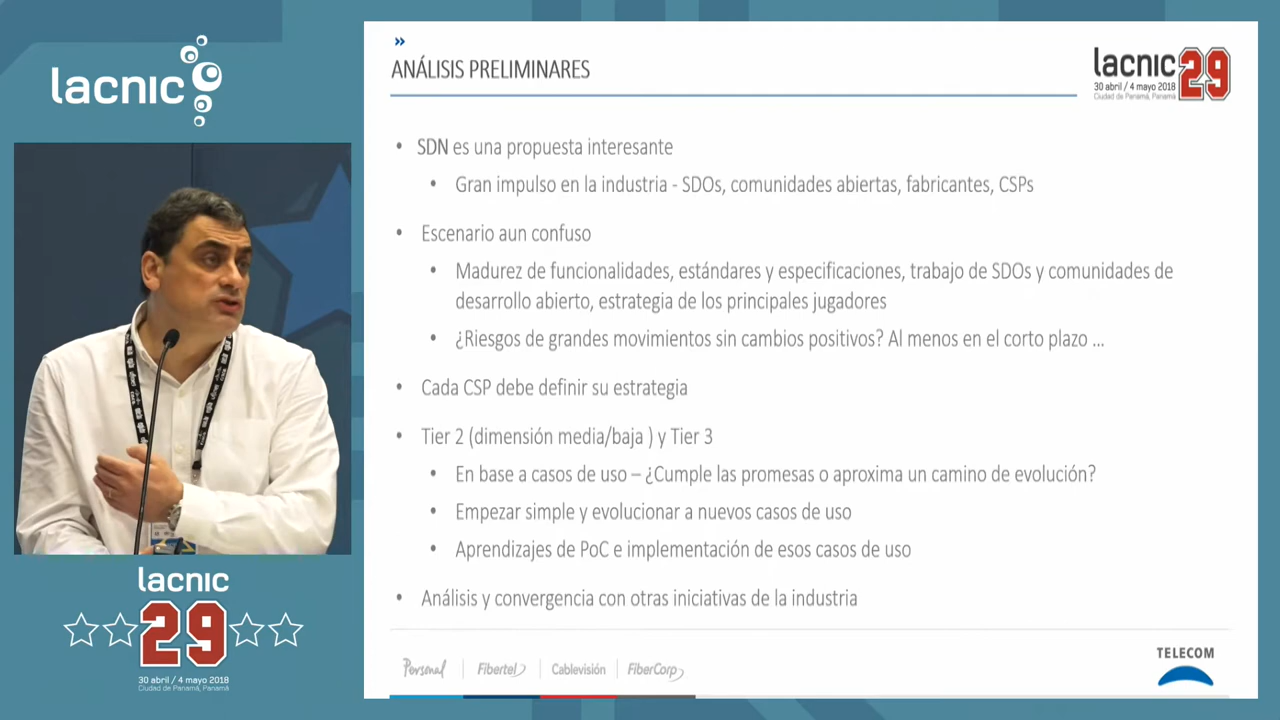 lacnic
»
ANÁLISIS PRELIMINARES
lacnic 29
30 abril / 4 mayo 2018
Ciudad de Panamá, Panamá
• SDN es una propuesta interesante
• Gran impulso en la industria - SDOs, comunidades abiertas, fabricantes, CSPs
• Escenario aun confuso
• Madurez de funcionalidades, estándares y especificaciones, trabajo de SDOs y comunidades de
desarrollo abierto, estrategia de los principales jugadores
• ¿Riesgos de grandes movimientos sin cambios positivos? Al menos en el corto plazo ...
• Cada CSP debe definir su estrategia
• Tier 2 (dimensión media/baja ) y Tier 3
• En base a casos de uso – ¿Cumple las promesas o aproxima un camino de evolución?
• Empezar simple y evolucionar a nuevos casos de uso
• Aprendizajes de PoC e implementación de esos casos de uso
• Análisis y convergencia con otras iniciativas de la industria
Personal | Fibertel | Cablevisión | FiberCorp
TELECOM
lacnic
29
30 abril / 4 mayo 2018
Ciudad de Panamá, Panamá